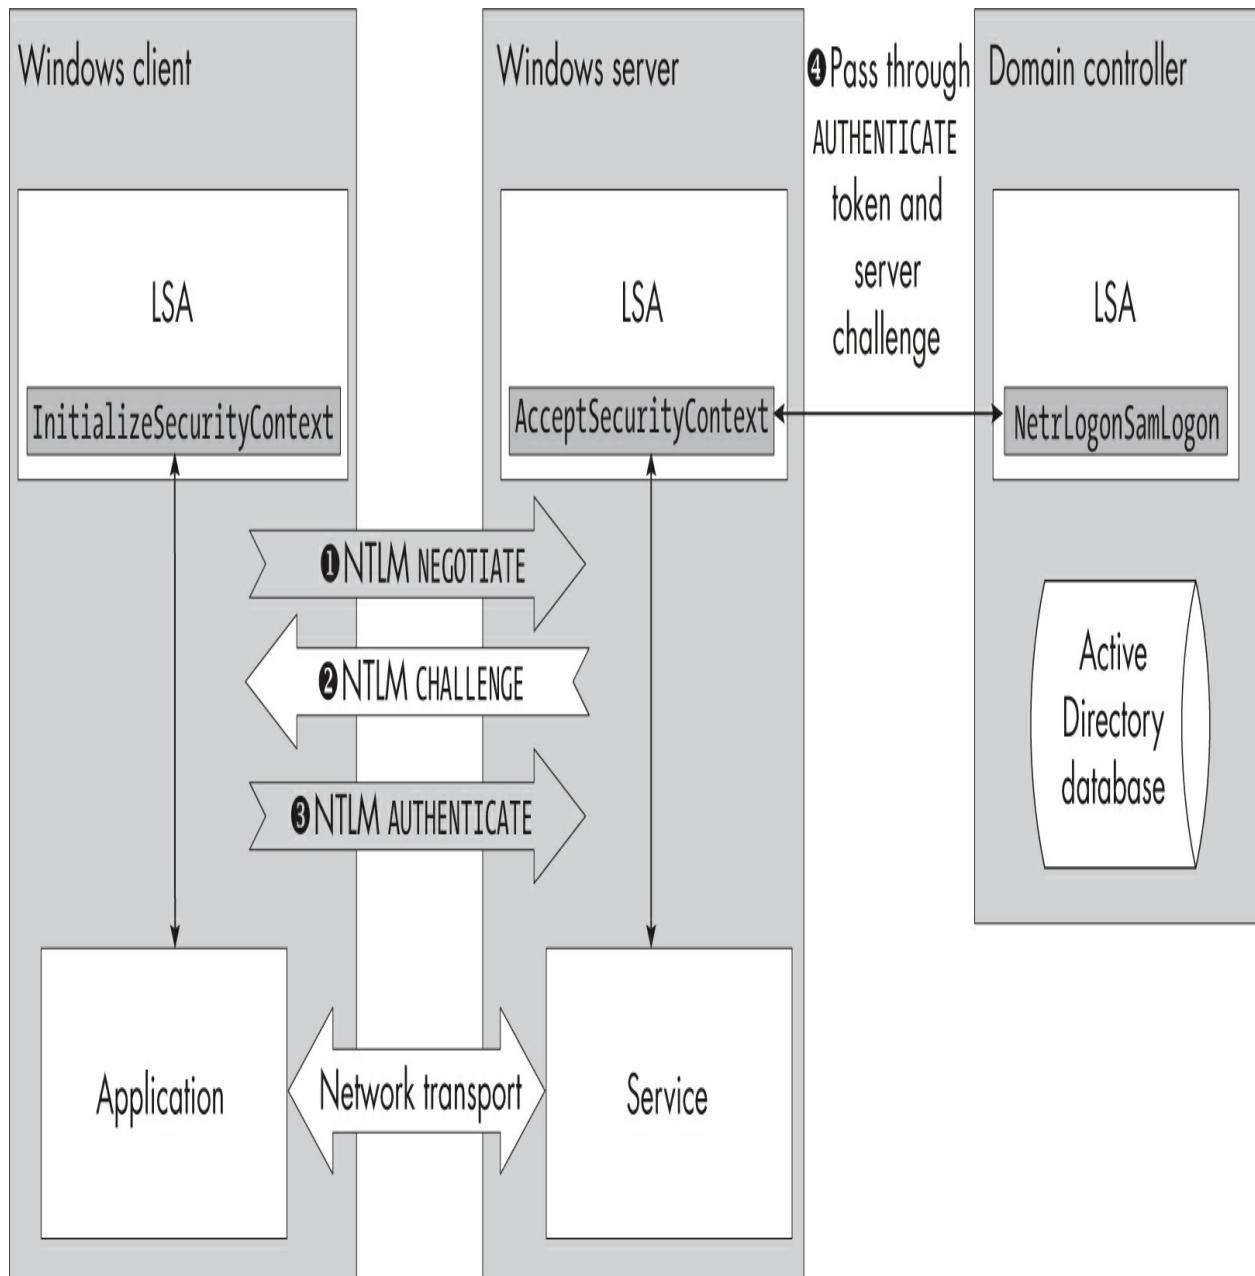 Windows client
Windows server
❹Pass through
AUTHENTICATE
token and
server
challenge
Domain controller
LSA
InitializeSecurityContext
LSA
AcceptSecurityContext
LSA
NetrLogonSamLogon
❶NTLM NEGOTIATE
❷NTLM CHALLENGE
❸NTLM AUTHENTICATE
Active
Directory
database
Application
Network transport
Service